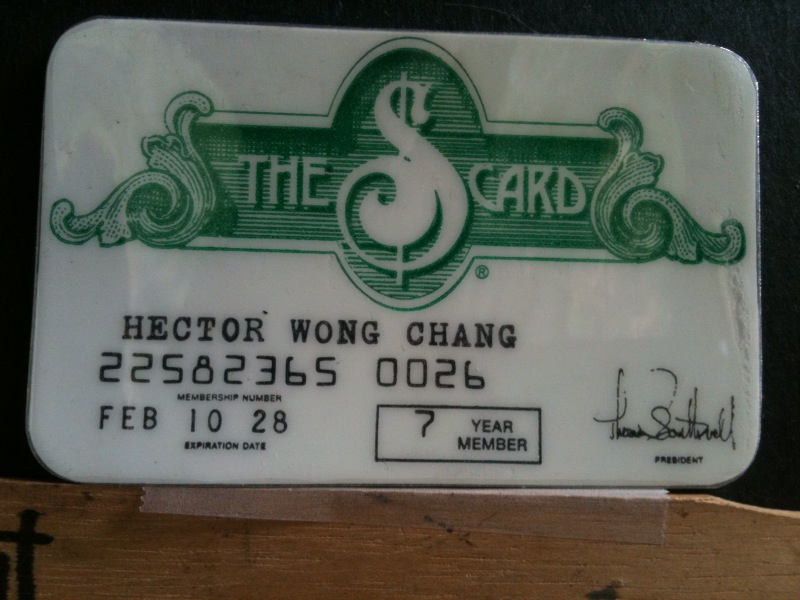 THE $ CARD
®
HECTOR WONG CHANG
22582365 0026
MEMBERSHIP NUMBER
FEB 10 28
EXPIRATION DATE
7 YEAR
MEMBER
PRESIDENT